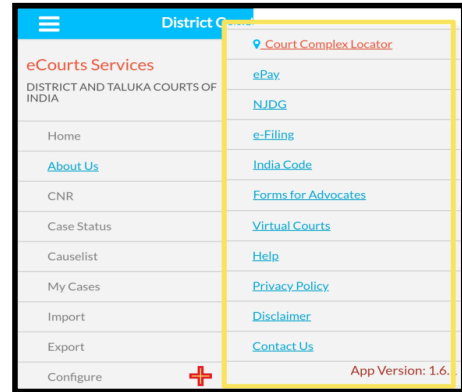 District C
eCourts Services
DISTRICT AND TALUKA COURTS OF
INDIA
Home
About Us
CNR
Case Status
Causelist
My Cases
Import
Export
Configure
Court Complex Locator
ePay
NJDG
e-Filing
India Code
Forms for Advocates
Virtual Courts
Help
Privacy Policy
Disclaimer
Contact Us
App Version: 1.6.